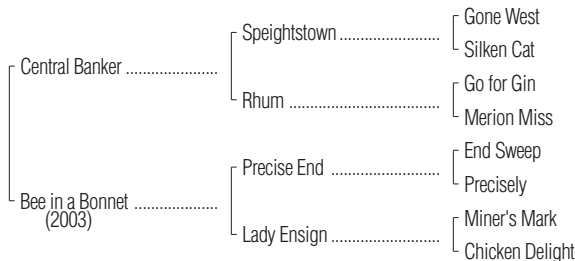 Gone West
Speightstown ........................
Silken Cat
Central Banker ......................
Go for Gin
Rhum ....................................
Merion Miss
End Sweep
Precise End ..........................
Precisely
Bee in a Bonnet ....................
(2003)
Miner's Mark
Lady Ensign ..........................
Chicken Delight